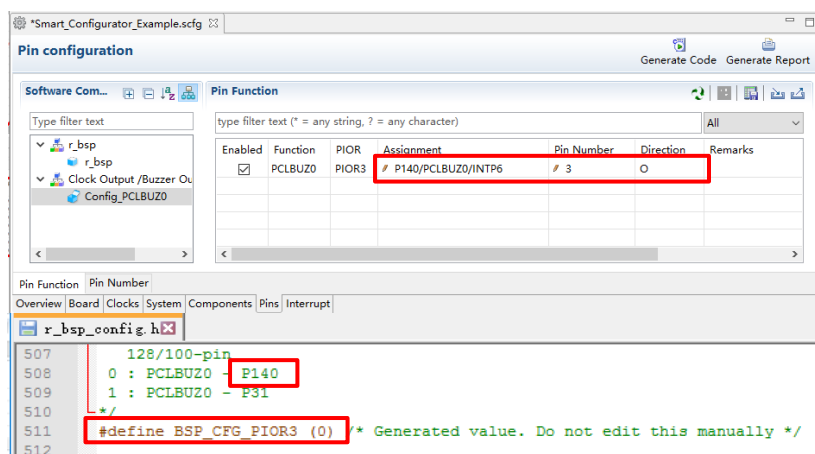 *Smart_Configurator_Example.scfg
Pin configuration
Generate Code Generate Report
Software Com... Pin Function
Type filter text
type filter text (* = any string, ? = any character)
All
Enabled Function PIOR Assignment Pin Number Direction Remarks
PCLBUZ0 PIOR3 P140/PCLBUZ0/INTP6 3 O
r_bsp
r_bsp
Clock Output /Buzzer Ou
Config_PCLBUZ0
Pin Function Pin Number
Overview Board Clocks System Components Pins Interrupt
r_bsp_config.h
507 128/100-pin
508 0 : PCLBUZ0 - P140
509 1 : PCLBUZ0 - P31
510 */
511 #define BSP_CFG_PIOR3 (0) /* Generated value. Do not edit this manually */
512